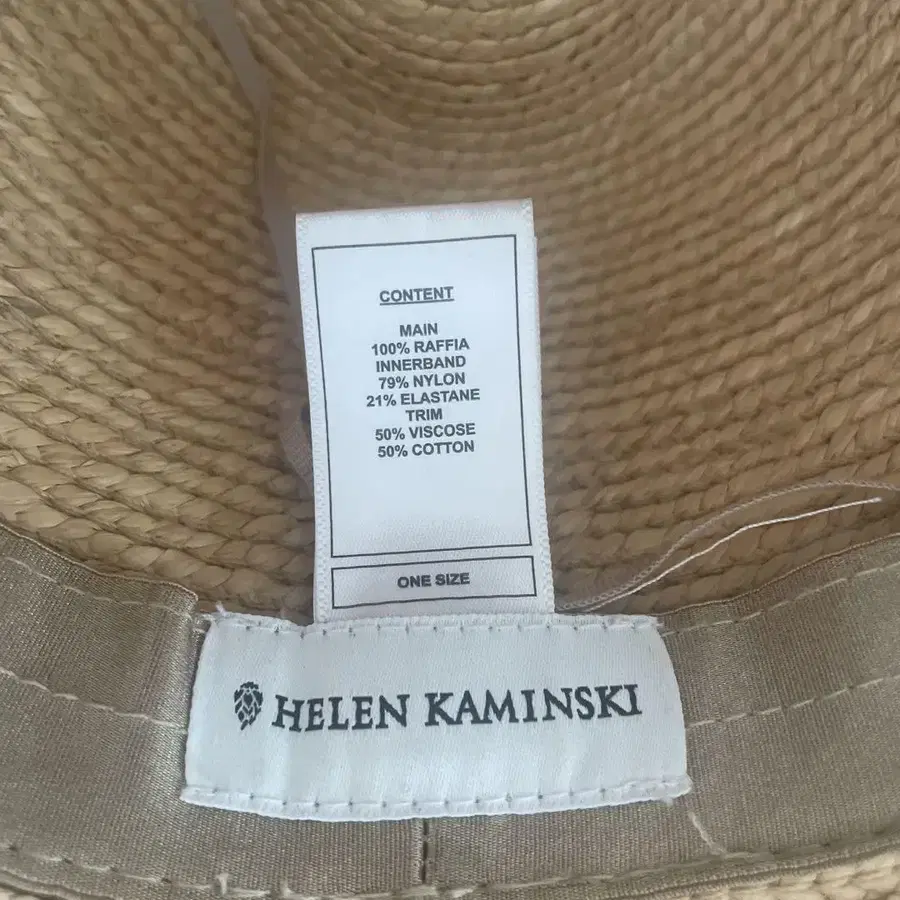 CONTENT
MAIN
100% RAFFIA
INNERBAND
79% NYLON
21% ELASTANE
TRIM
50% VISCOSE
50% COTTON
ONE SIZE
HELEN KAMINSKI